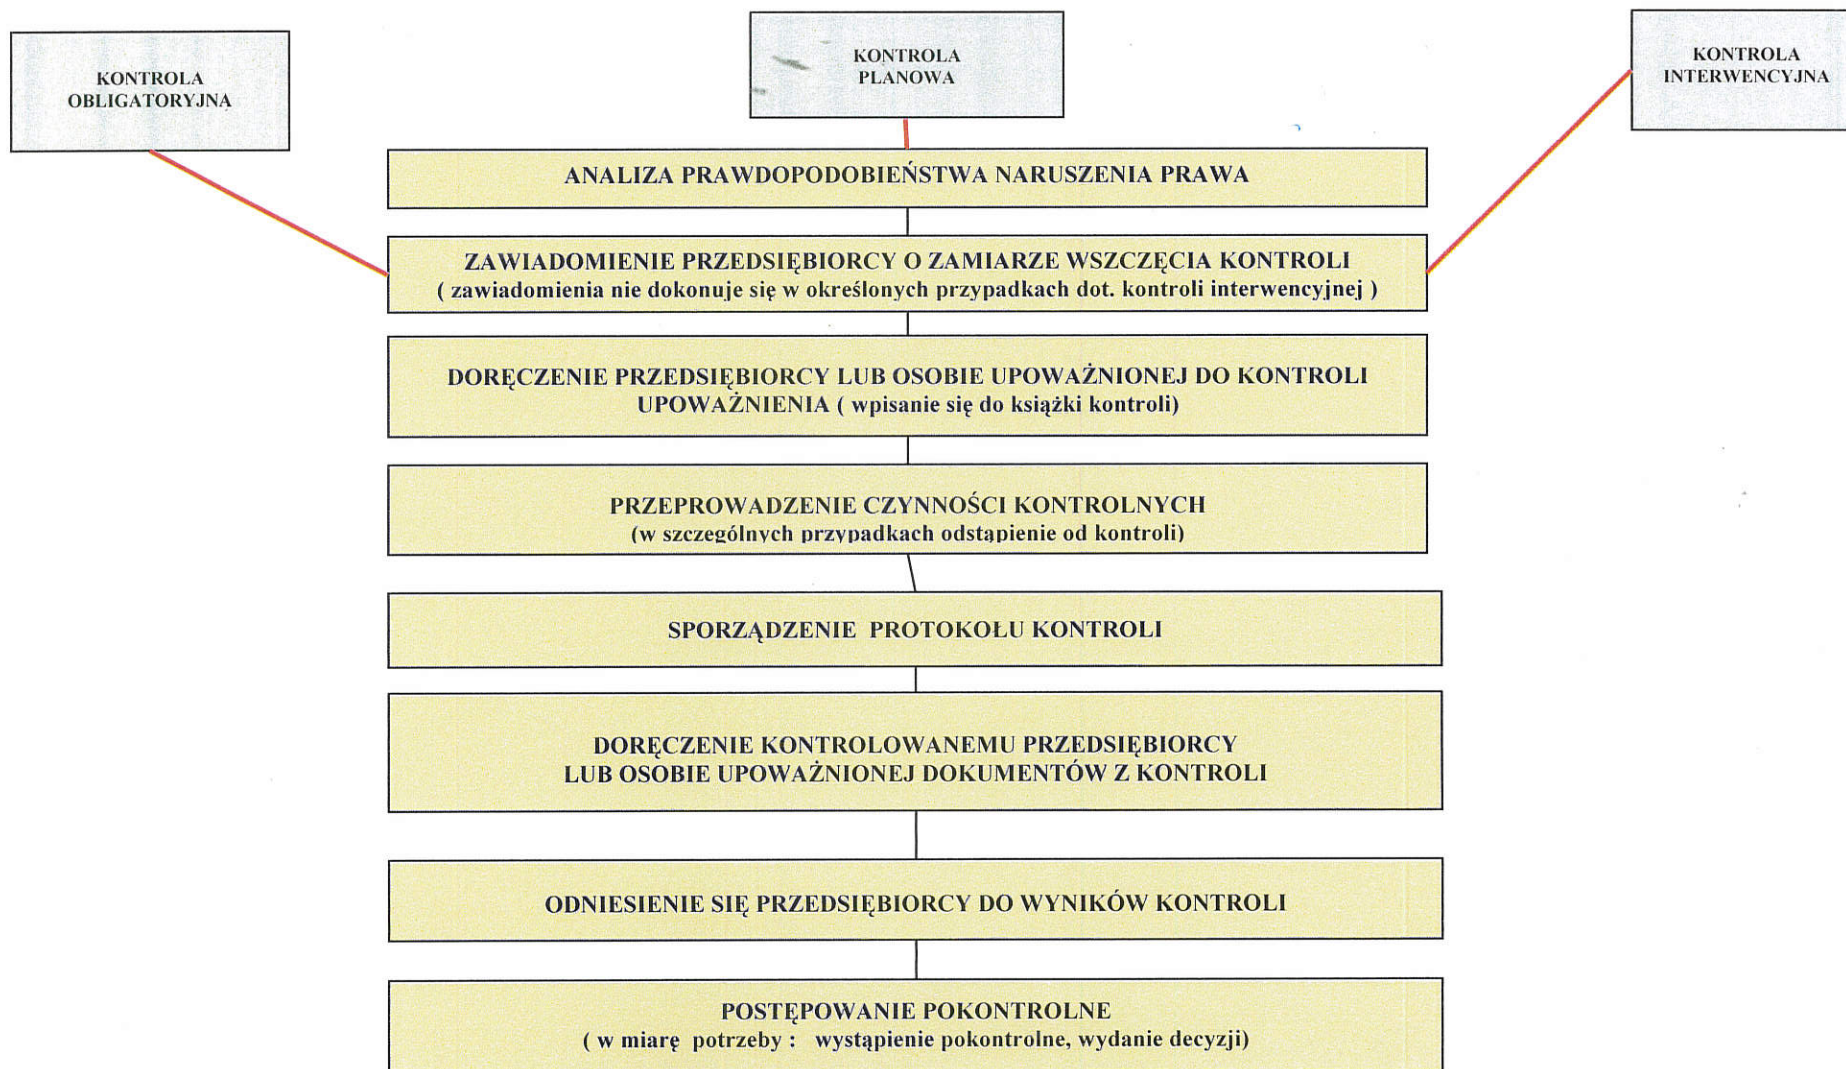 KONTROLA
OBLIGATORYJNA
KONTROLA
PLANOWA
KONTROLA
INTERWENCYJNA
ANALIZA PRAWDOPODOBIEŃSTWA NARUSZENIA PRAWA
ZAWIADOMIENIE PRZEDSIĘBIORCY O ZAMIARZE WSZCZĘCIA KONTROLI
( zawiadomienia nie dokonuje się w określonych przypadkach dot. kontroli interwencyjnej )
DORĘCZENIE PRZEDSIĘBIORCY LUB OSOBIE UPOWAŻNIONEJ DO KONTROLI
UPOWAŻNIENIA ( wpisanie się do książki kontroli)
PRZEPROWADZENIE CZYNNOŚCI KONTROLNYCH
(w szczególnych przypadkach odstąpienie od kontroli)
SPORZĄDZENIE PROTOKOŁU KONTROLI
DORĘCZENIE KONTROLOWANEMU PRZEDSIĘBIORCY
LUB OSOBIE UPOWAŻNIONEJ DOKUMENTÓW Z KONTROLI
ODNIESIENIE SIĘ PRZEDSIĘBIORCY DO WYNIKÓW KONTROLI
POSTĘPOWANIE POKONTROLNE
( w miarę potrzeby : wystąpienie pokontrolne, wydanie decyzji)